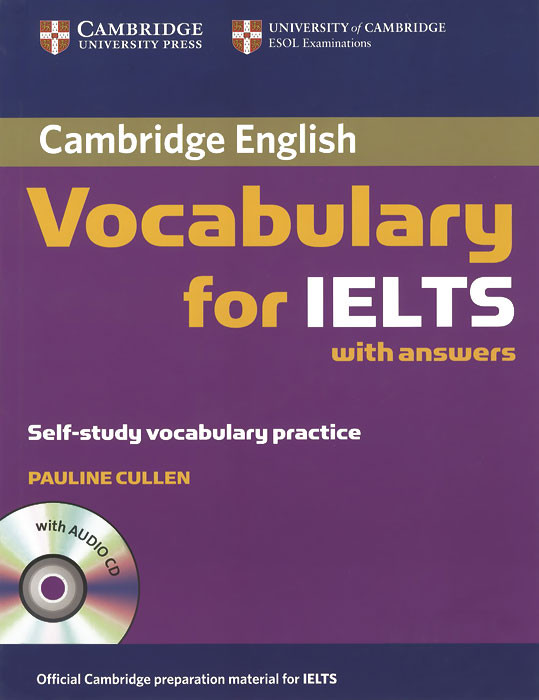 CAMBRIDGE
UNIVERSITY PRESS
UNIVERSITY of CAMBRIDGE
ESOL Examinations
Cambridge English
Vocabulary
for IELTS
with answers
Self-study vocabulary practice
PAULINE CULLEN
with AUDIO CD
Official Cambridge preparation material for IELTS